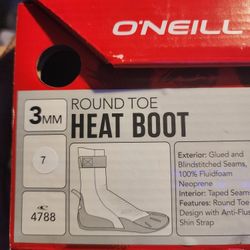 O'NEILL
3MM
ROUND TOE
HEAT BOOT
7
4788
Exterior: Glued and
Blindstitched Seams,
100% Fluidfoam
Neoprene
Interior: Taped Seams
Features: Round Toe
Design with Anti-Flu
Shin Strap